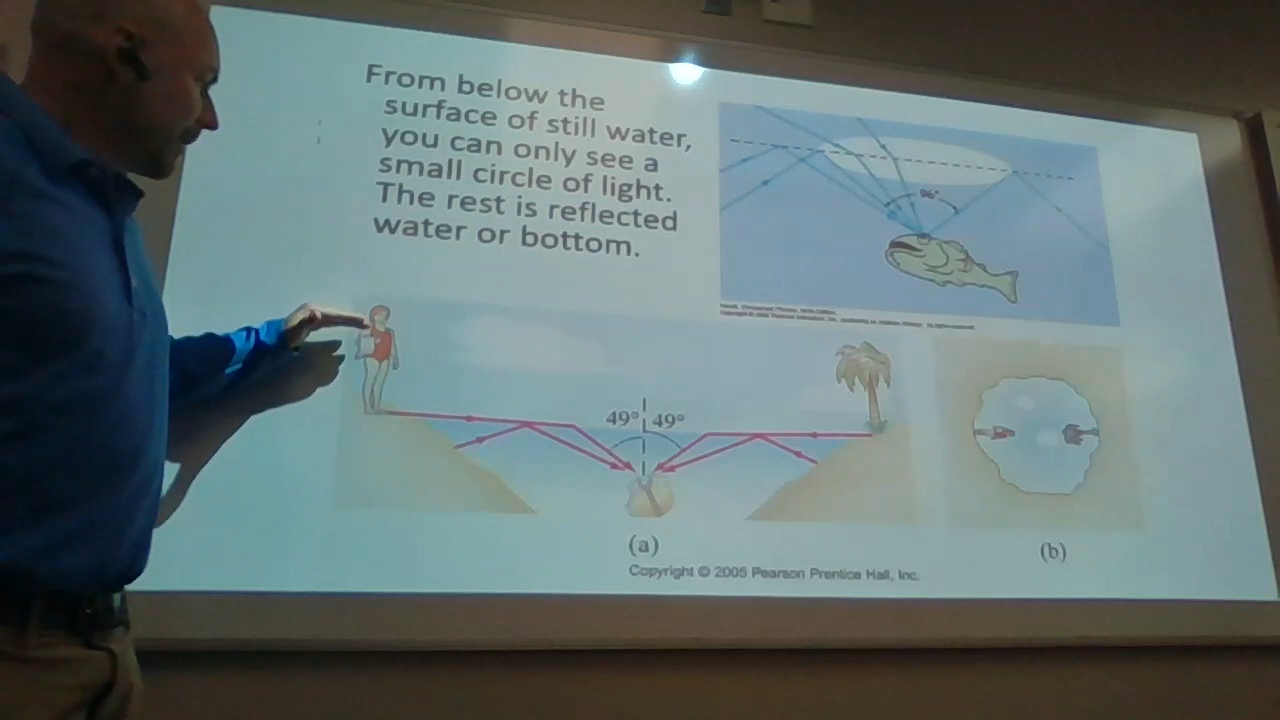 From below the
surface of still water,
you can only see a
small circle of light.
The rest is reflected
water or bottom.
96°
49° 49°
(a)
(b)
Copyright © 2005 Pearson Prentice Hall, Inc.